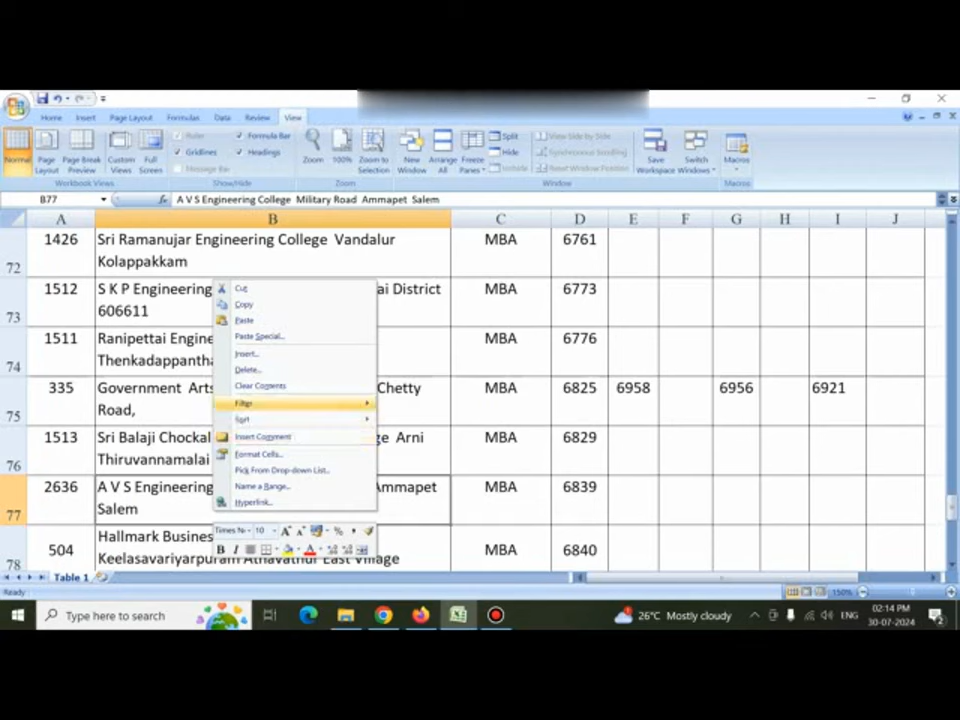 Home Insert Page Layout Formulas Data Review View
Ruler Formula Bar Split View Side by Side
Gridlines Headings Hide Synchronous Scrolling
Message Bar Unhide Reset Window Position
Normal Page Layout Page Break Preview Custom Views Full Screen Zoom 100% Zoom to Selection New Window Arrange All Freeze Panes Save Workspace Switch Windows Macros
Workbook Views Show/Hide Zoom Window Macros
B77 fx A V S Engineering College Military Road Ammapet Salem
A B C D E F G H I J
72 1426 Sri Ramanujar Engineering College Vandalur MBA 6761
Kolappakkam
73 1512 S K P Engineering ai District MBA 6773
606611
74 1511 Ranipettai Engine MBA 6776
Thenkadappantha
75 335 Government Arts Chetty MBA 6825 6958 6956 6921
Road,
76 1513 Sri Balaji Chockal ge Arni MBA 6829
Thiruvannamalai
77 2636 A V S Engineering Ammapet MBA 6839
Salem
78 504 Hallmark Busines MBA 6840
Keelasavariyarpuram Athavathur East Village
Cut
Copy
Paste
Paste Special...
Insert...
Delete...
Clear Contents
Filter
Sort
Insert Comment
Format Cells...
Pick From Drop-down List...
Name a Range...
Hyperlink...
10 A A % ,
B I A
Table 1
Ready 150%
Type here to search 26°C Mostly cloudy ENG 02:14 PM
30-07-2024